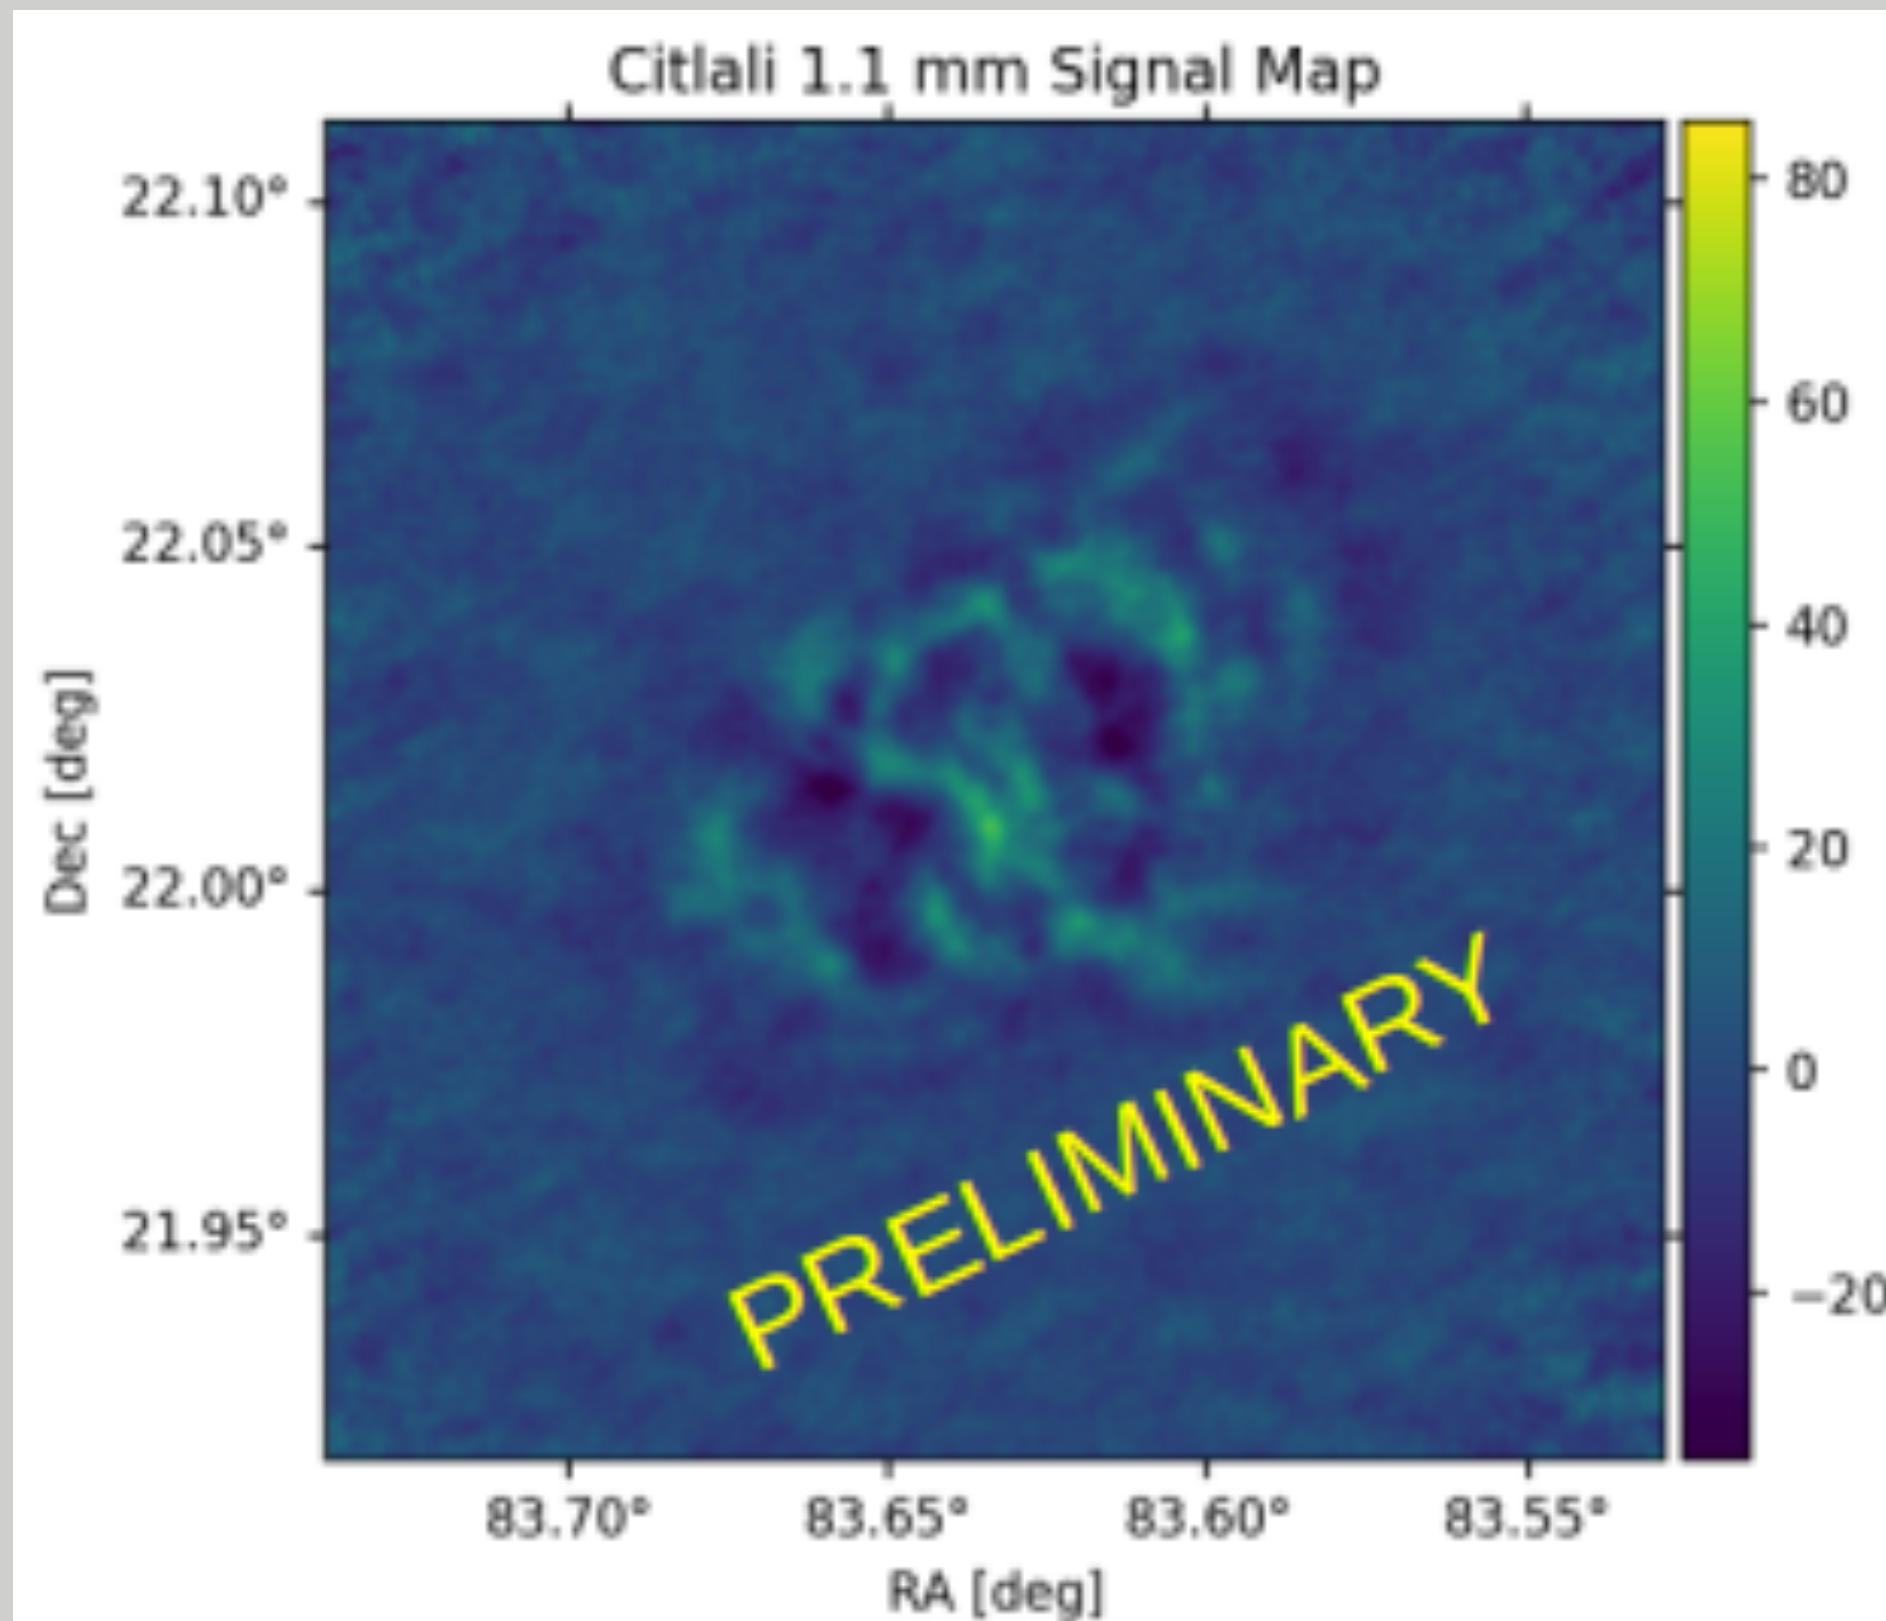 Citlali 1.1 mm Signal Map
22.10°
22.05°
22.00°
21.95°
Dec [deg]
83.70° 83.65° 83.60° 83.55°
RA [deg]
80
60
40
20
0
−20
PRELIMINARY